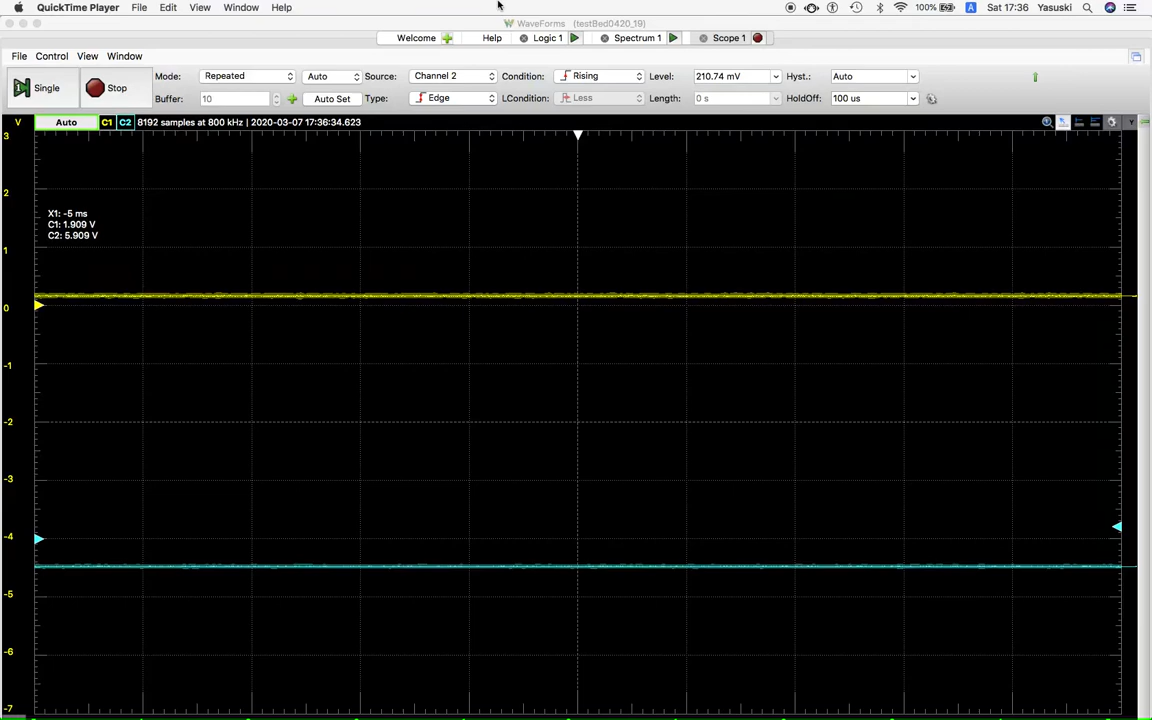 QuickTime Player File Edit View Window Help 100% A Sat 17:36 Yasuski
WaveForms (testBed0420_19)
Welcome Help Logic 1 Spectrum 1 Scope 1
File Control View Window
Single Stop Mode: Repeated Auto Source: Channel 2 Condition: Rising Level: 210.74 mV Hyst.: Auto
Buffer: 10 Auto Set Type: Edge LCondition: Less Length: 0 s HoldOff: 100 us
V Auto C1 C2 8192 samples at 800 kHz | 2020-03-07 17:36:34.623 Y
3
2
X1: -5 ms
C1: 1.909 V
C2: 5.909 V
1
0
-1
-2
-3
-4
-5
-6
-7